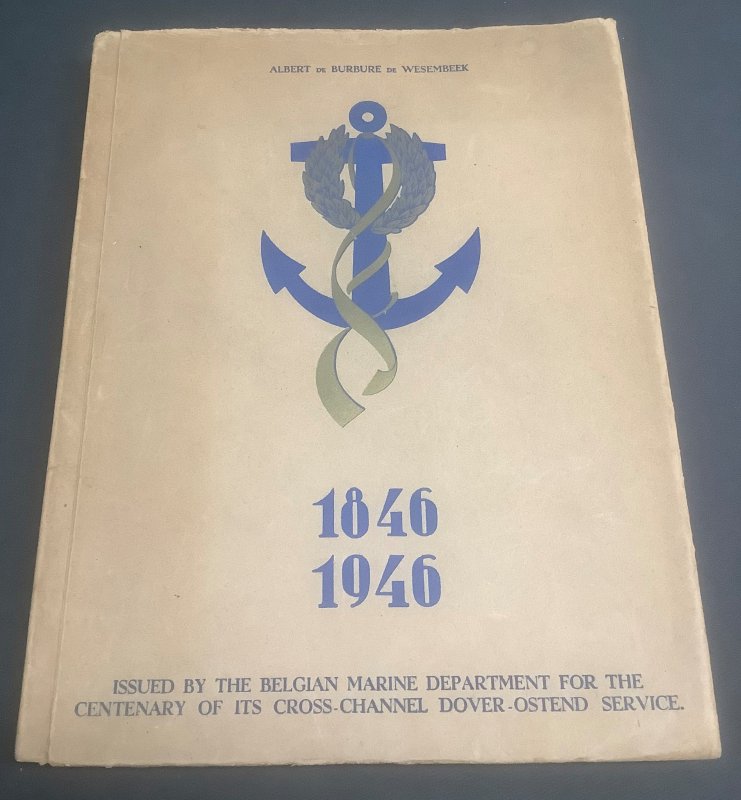 ALBERT DE BURBURE DE WESEMBEEK
1846
1946
ISSUED BY THE BELGIAN MARINE DEPARTMENT FOR THE
CENTENARY OF ITS CROSS-CHANNEL DOVER-OSTEND SERVICE.